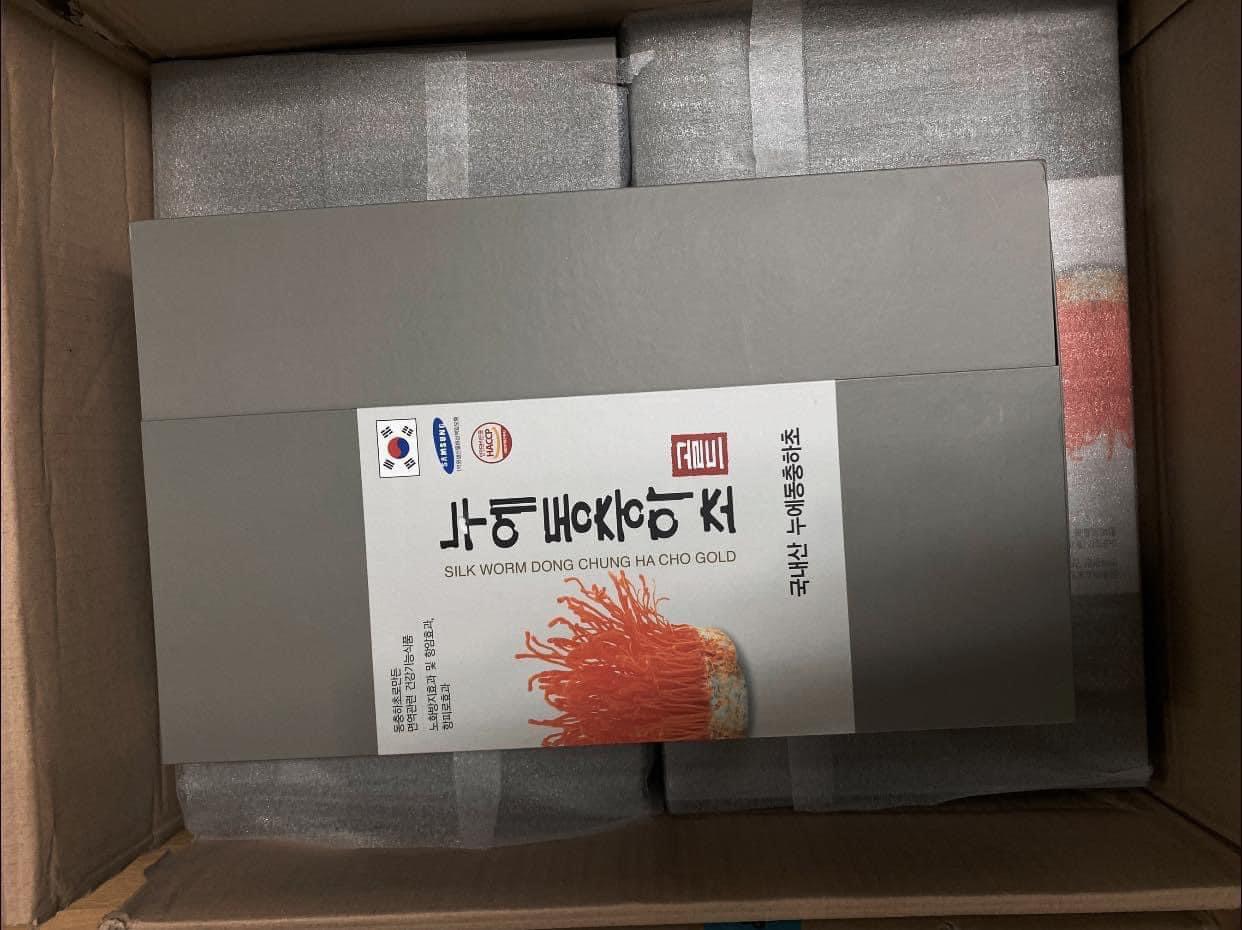 SAMSUNG
HACCP
누에동충하초
골드
SILK WORM DONG CHUNG HA CHO GOLD
국내산 누에동충하초
동충하초로만든
면역관련 건강기능식품
노화방지효과 및 항암효과,
항피로효과